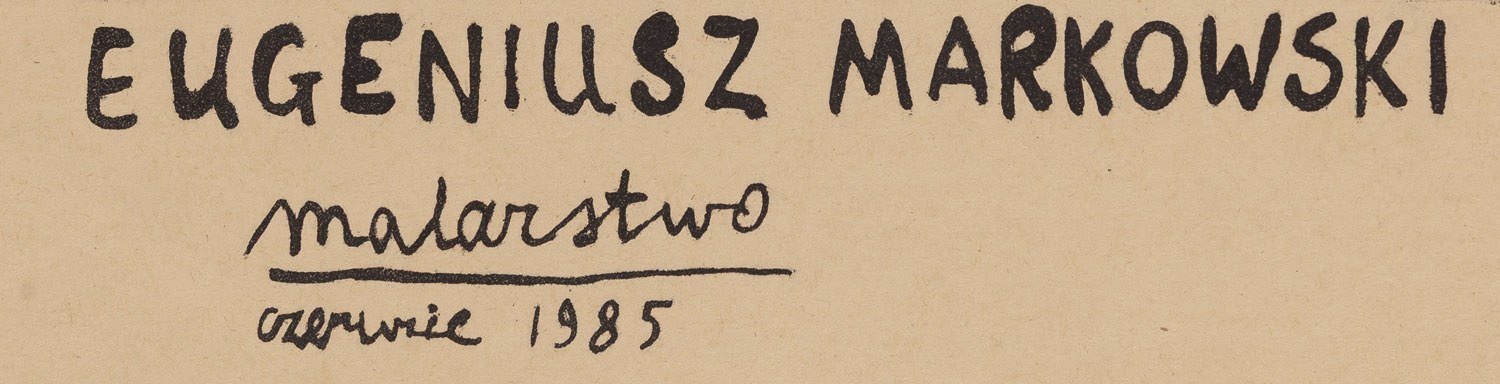 EUGENIUSZ MARKOWSKI
malarstwo
czerwiec 1985